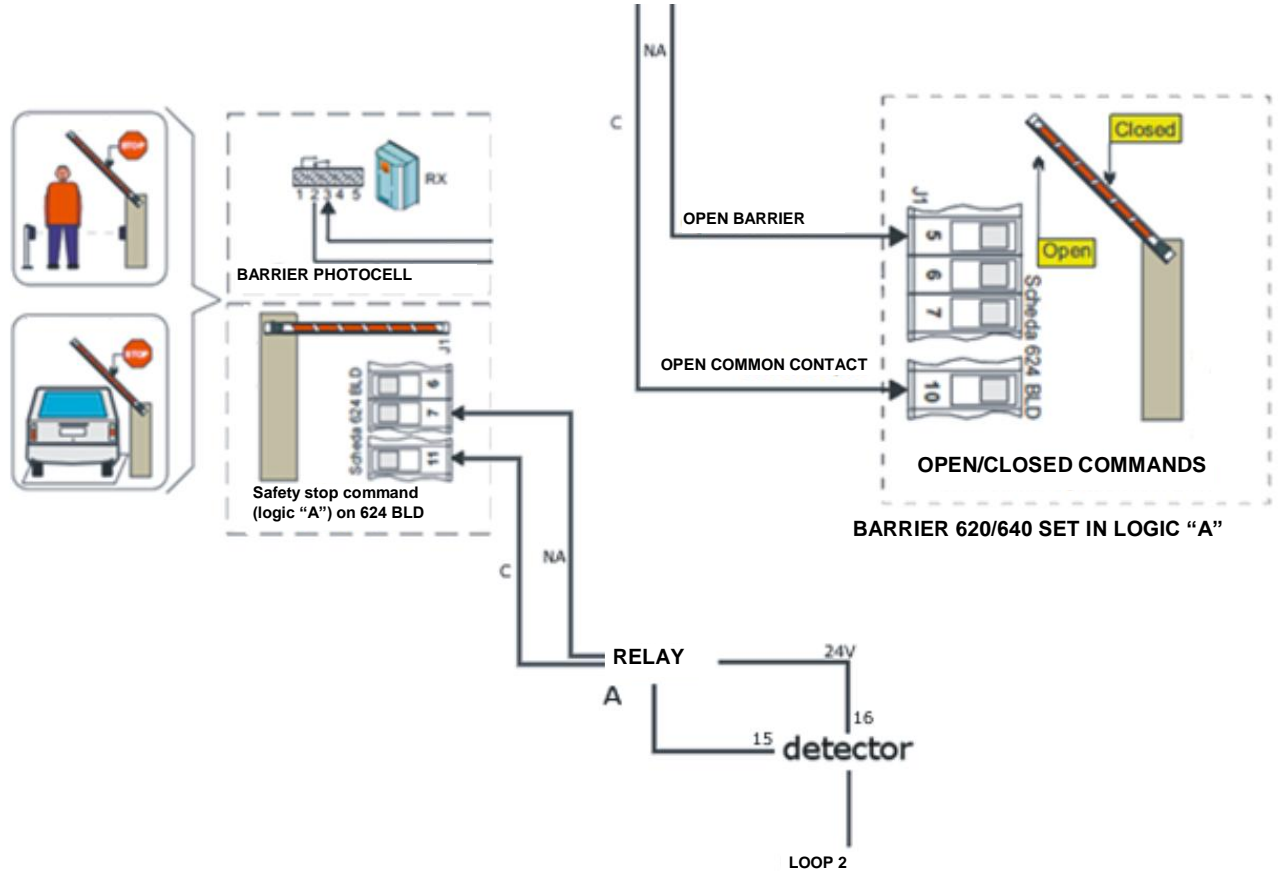 NA
C
STOP
RX
1 2 3 4 5
BARRIER PHOTOCELL
STOP
J1
6
7
11
Scheda 624 BLD
Safety stop command
(logic “A”) on 624 BLD
OPEN BARRIER
OPEN COMMON CONTACT
J1
5
6
7
10
Scheda 624 BLD
Closed
Open
OPEN/CLOSED COMMANDS
BARRIER 620/640 SET IN LOGIC “A”
C
NA
RELAY
A
24V
16
15
detector
LOOP 2